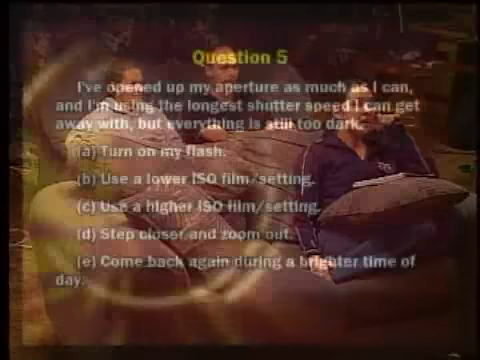 Question 5
I've opened up my aperture as much as I can,
and I'm using the longest shutter speed I can get
away with, but everything is still too dark.
(a) Turn on my flash.
(b) Use a lower ISO film/setting.
(c) Use a higher ISO film/setting.
(d) Step closer and zoom out.
(e) Come back again during a brighter time of
day.